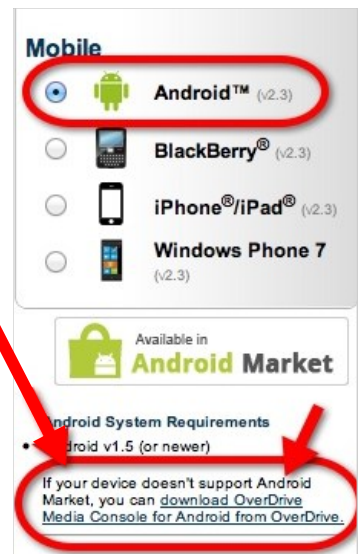 Mobile
Android™ (v2.3)
BlackBerry® (v2.3)
iPhone®/iPad® (v2.3)
Windows Phone 7
(v2.3)
Available in
Android Market
Android System Requirements
• Android v1.5 (or newer)
If your device doesn't support Android
Market, you can download OverDrive
Media Console for Android from OverDrive.